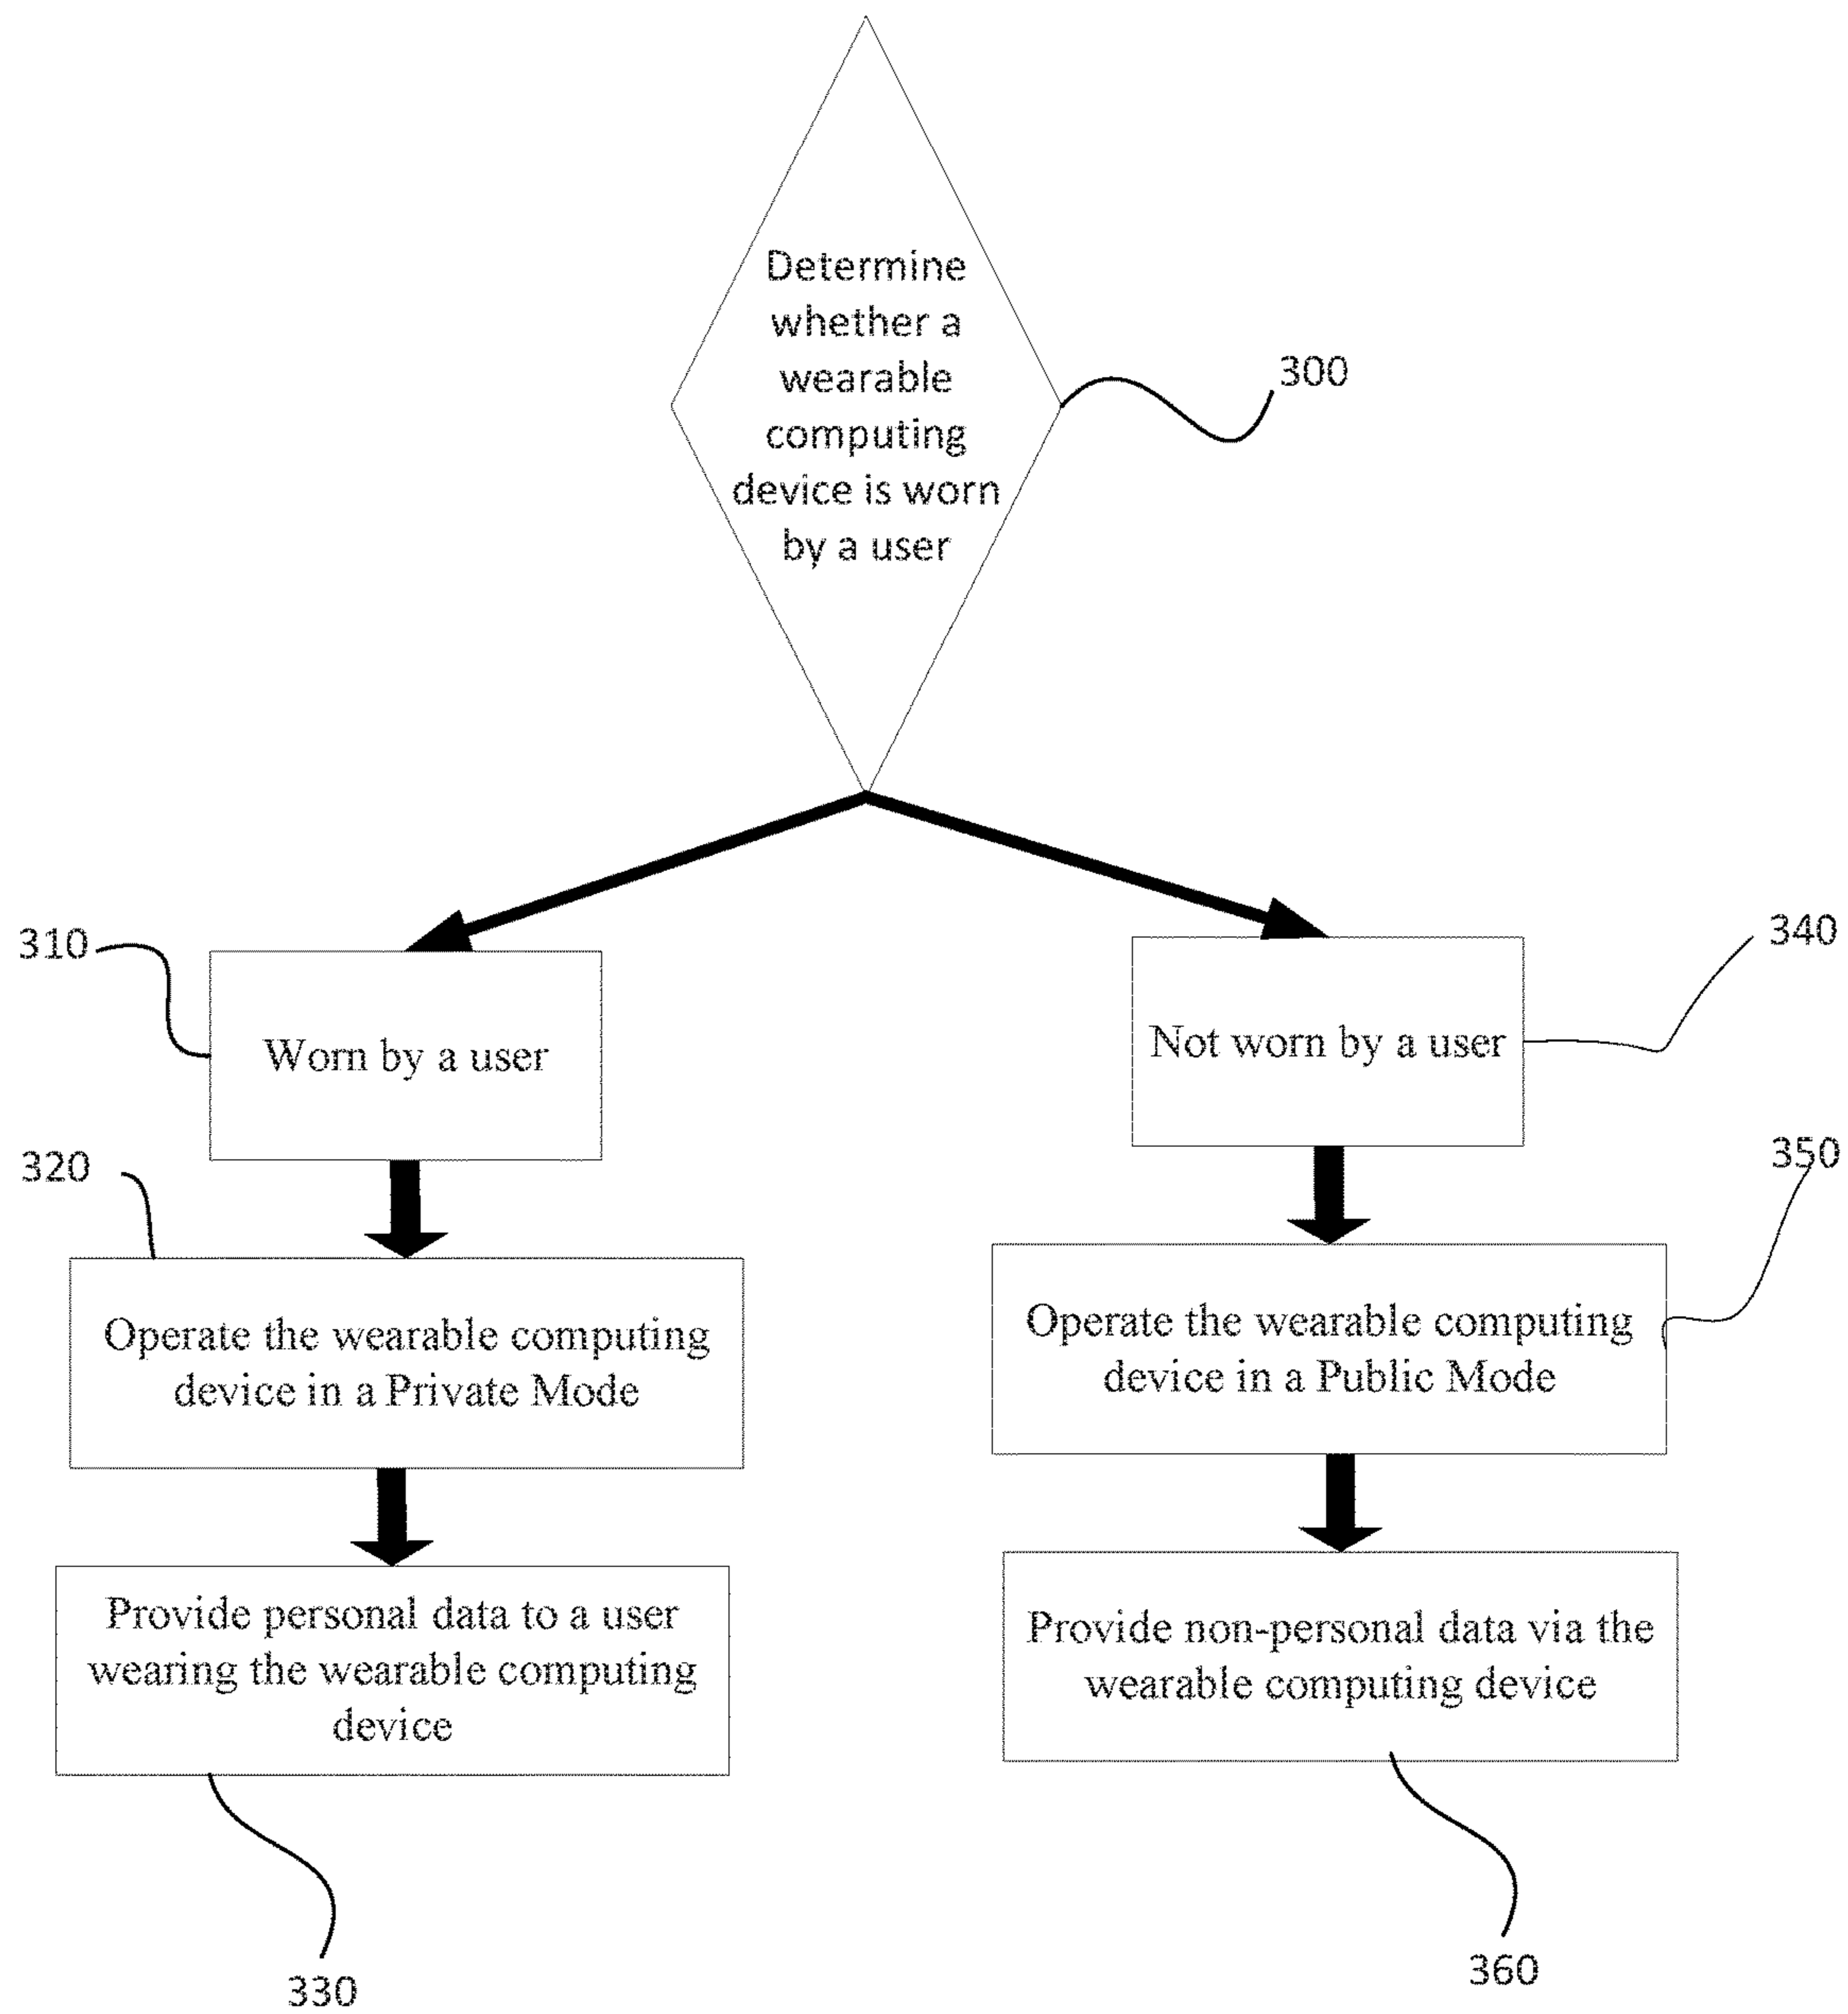 Determine
whether a
wearable
computing
device is worn
by a user
300
310
Worn by a user
340
Not worn by a user
320
Operate the wearable computing
device in a Private Mode
350
Operate the wearable computing
device in a Public Mode
Provide personal data to a user
wearing the wearable computing
device
330
Provide non-personal data via the
wearable computing device
360